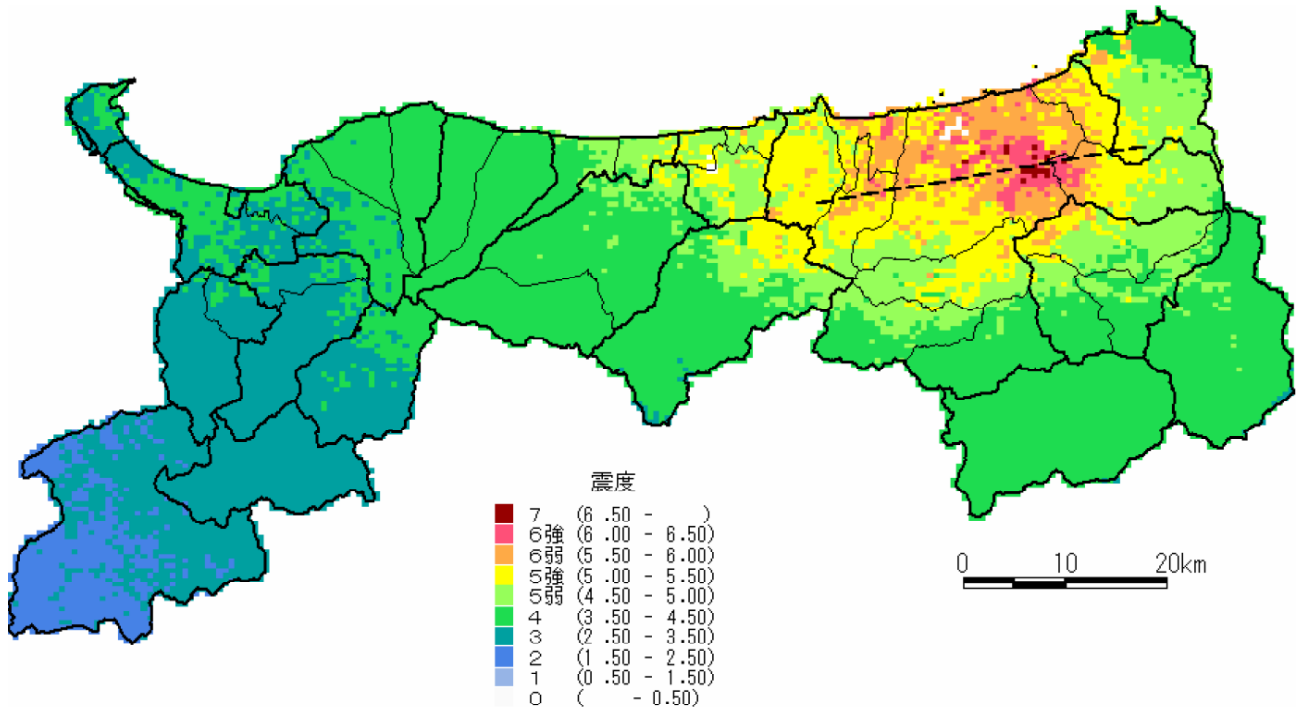 震度
7 (6.50 - )
6強 (6.00 - 6.50)
6弱 (5.50 - 6.00)
5強 (5.00 - 5.50)
5弱 (4.50 - 5.00)
4 (3.50 - 4.50)
3 (2.50 - 3.50)
2 (1.50 - 2.50)
1 (0.50 - 1.50)
0 ( - 0.50)
0 10 20km